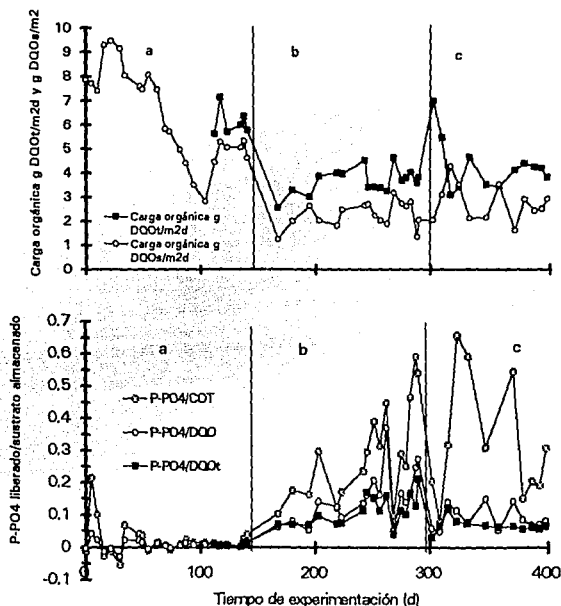 Carga orgánica g DQOt/m2d y g DQOs/m2
10
9
8
7
6
5
4
3
2
1
0
a
b
c
Carga orgánica g
DQOt/m2d
Carga orgánica g
DQOs/m2d
P-PO4 liberado/sustrato almacenado
0.7
0.6
0.5
0.4
0.3
0.2
0.1
0
-0.1
a
b
c
P-PO4/COT
P-PO4/DQO
P-PO4/DQOt
0
100
200
300
400
Tiempo de experimentación (d)